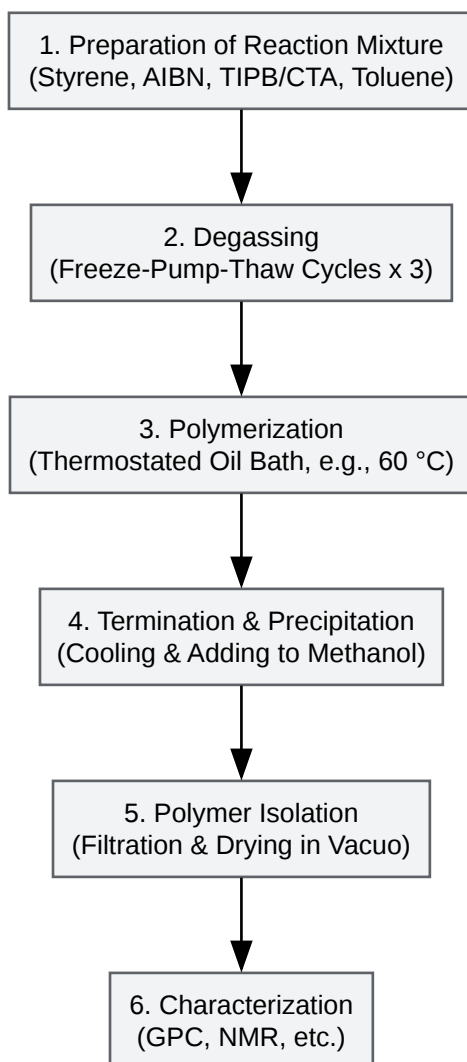 1. Preparation of Reaction Mixture
(Styrene, AIBN, TIPB/CTA, Toluene)
2. Degassing
(Freeze-Pump-Thaw Cycles x 3)
3. Polymerization
(Thermostated Oil Bath, e.g., 60 °C)
4. Termination & Precipitation
(Cooling & Adding to Methanol)
5. Polymer Isolation
(Filtration & Drying in Vacuo)
6. Characterization
(GPC, NMR, etc.)